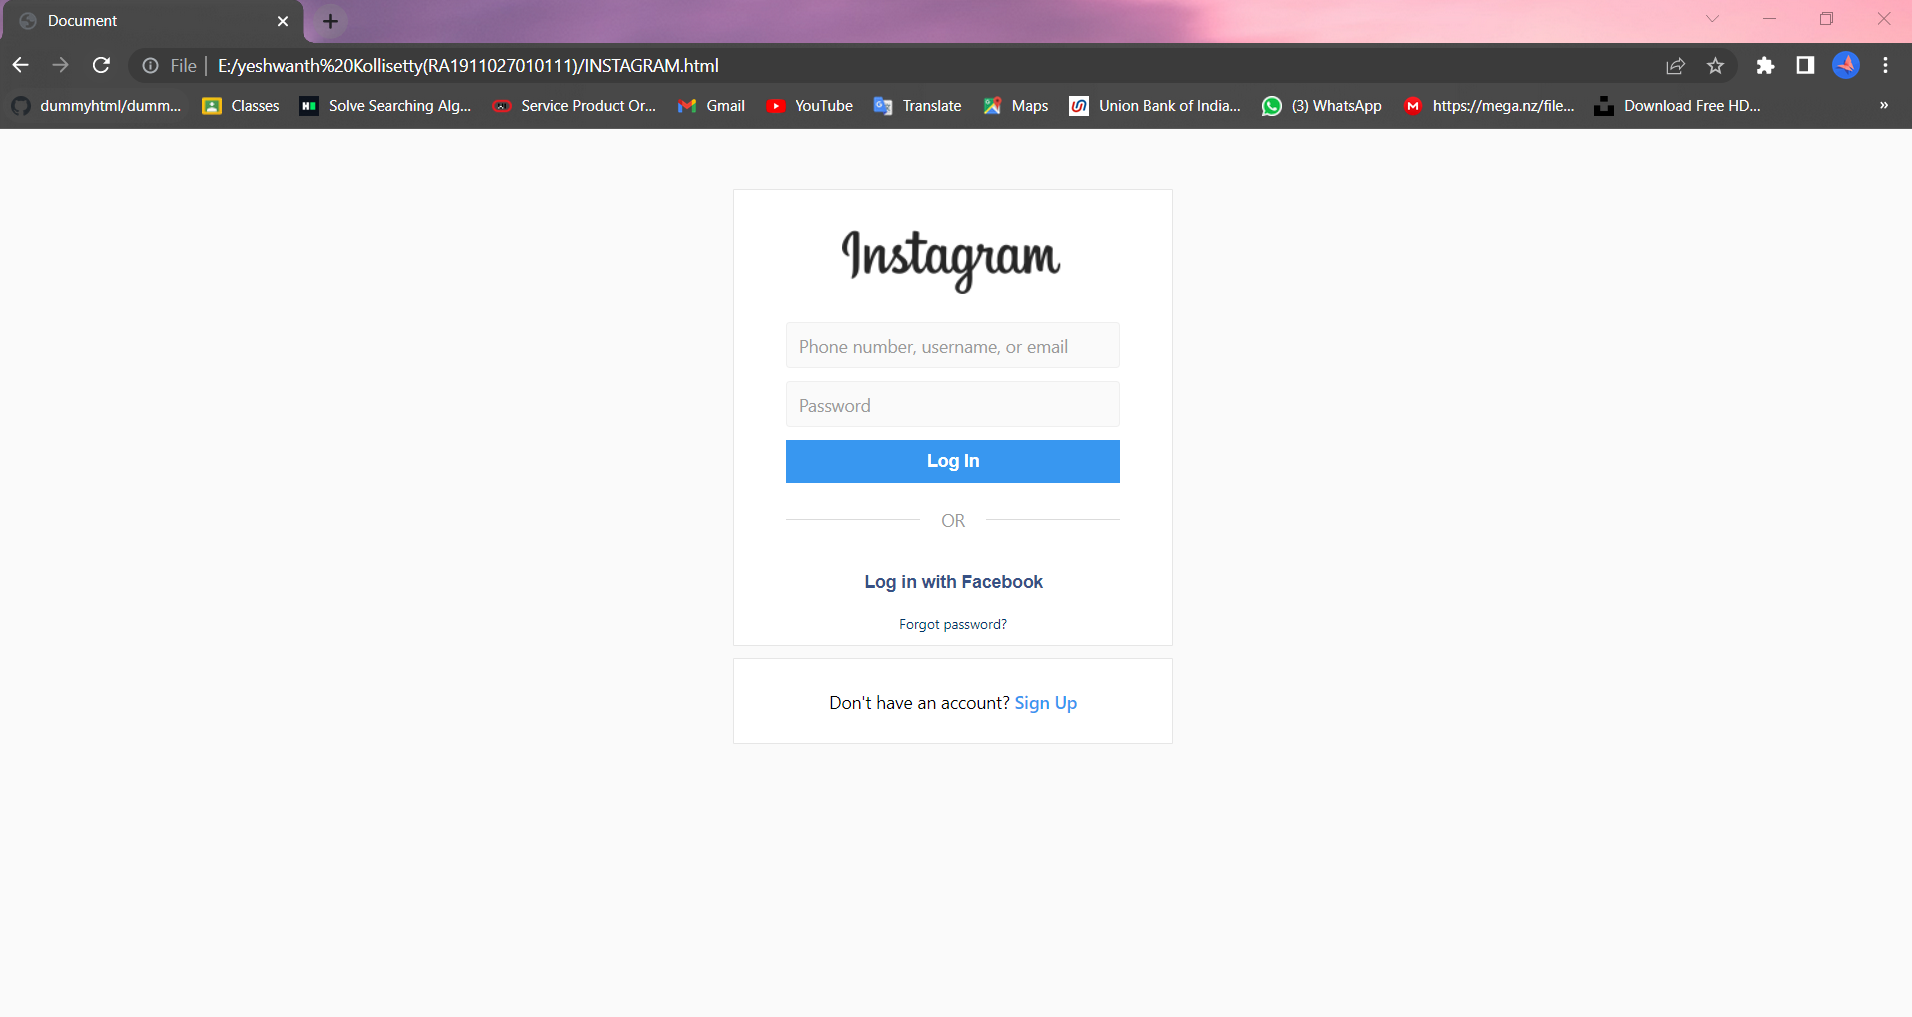 Document
File | E:/yeshwanth%20Kollisetty(RA1911027010111)/INSTAGRAM.html
dummyhtml/dumm... Classes Solve Searching Alg... Service Product Or... Gmail YouTube Translate Maps Union Bank of India... (3) WhatsApp https://mega.nz/file... Download Free HD... »
Instagram
Phone number, username, or email
Password
Log In
OR
Log in with Facebook
Forgot password?
Don't have an account? Sign Up